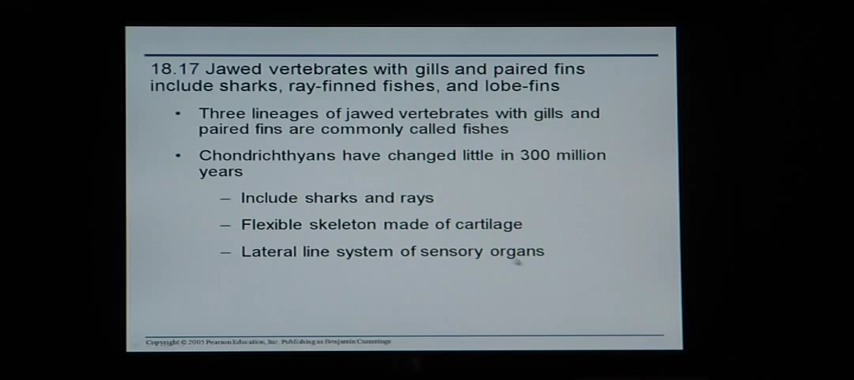 18.17 Jawed vertebrates with gills and paired fins
include sharks, ray-finned fishes, and lobe-fins
• Three lineages of jawed vertebrates with gills and
paired fins are commonly called fishes
• Chondrichthyans have changed little in 300 million
years
– Include sharks and rays
– Flexible skeleton made of cartilage
– Lateral line system of sensory organs
Copyright © 2005 Pearson Education, Inc. Publishing as Benjamin Cummings